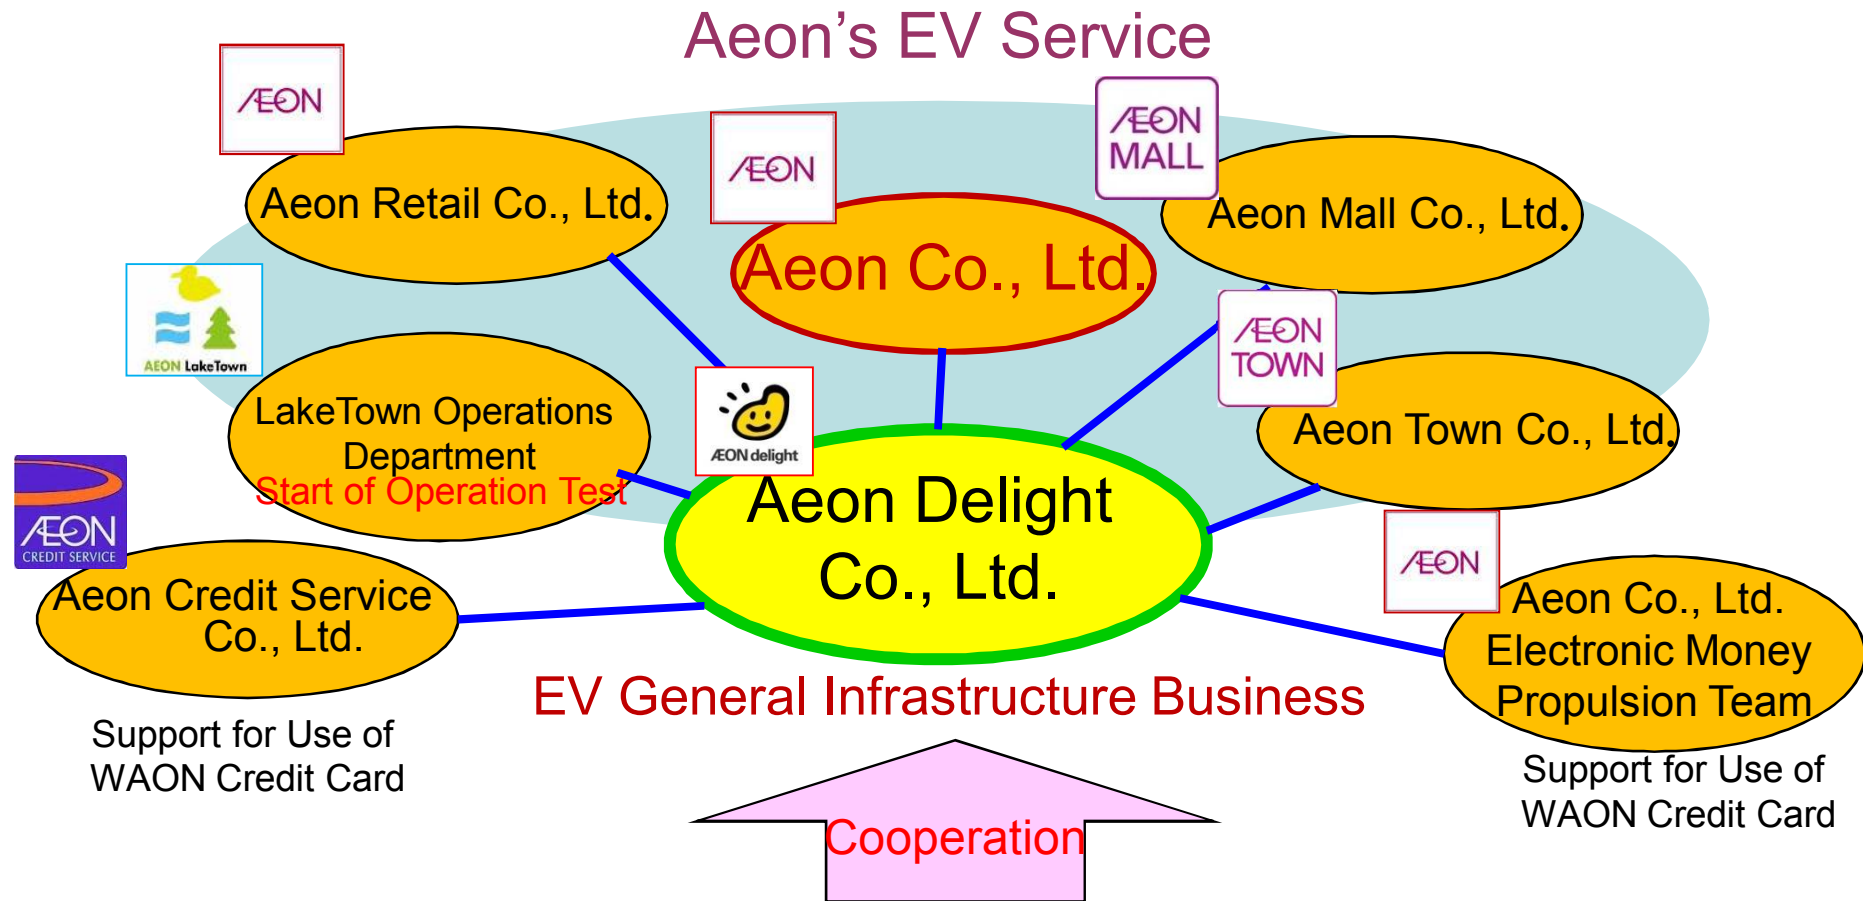 Aeon’s EV Service
ÆON
Aeon Retail Co., Ltd.
ÆON
Aeon Co., Ltd.
ÆON
MALL
Aeon Mall Co., Ltd.
AEON LakeTown
LakeTown Operations
Department
Start of Operation Test
ÆON delight
Aeon Delight
Co., Ltd.
ÆON
TOWN
Aeon Town Co., Ltd.
ÆON
CREDIT SERVICE
Aeon Credit Service
Co., Ltd.
Support for Use of
WAON Credit Card
ÆON
Aeon Co., Ltd.
Electronic Money
Propulsion Team
Support for Use of
WAON Credit Card
EV General Infrastructure Business
Cooperation